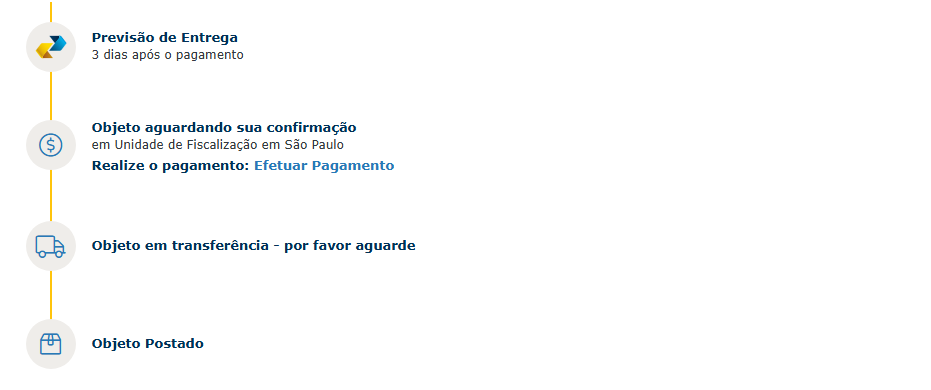 Previsão de Entrega
3 dias após o pagamento
Objeto aguardando sua confirmação
em Unidade de Fiscalização em São Paulo
Realize o pagamento: Efetuar Pagamento
Objeto em transferência - por favor aguarde
Objeto Postado